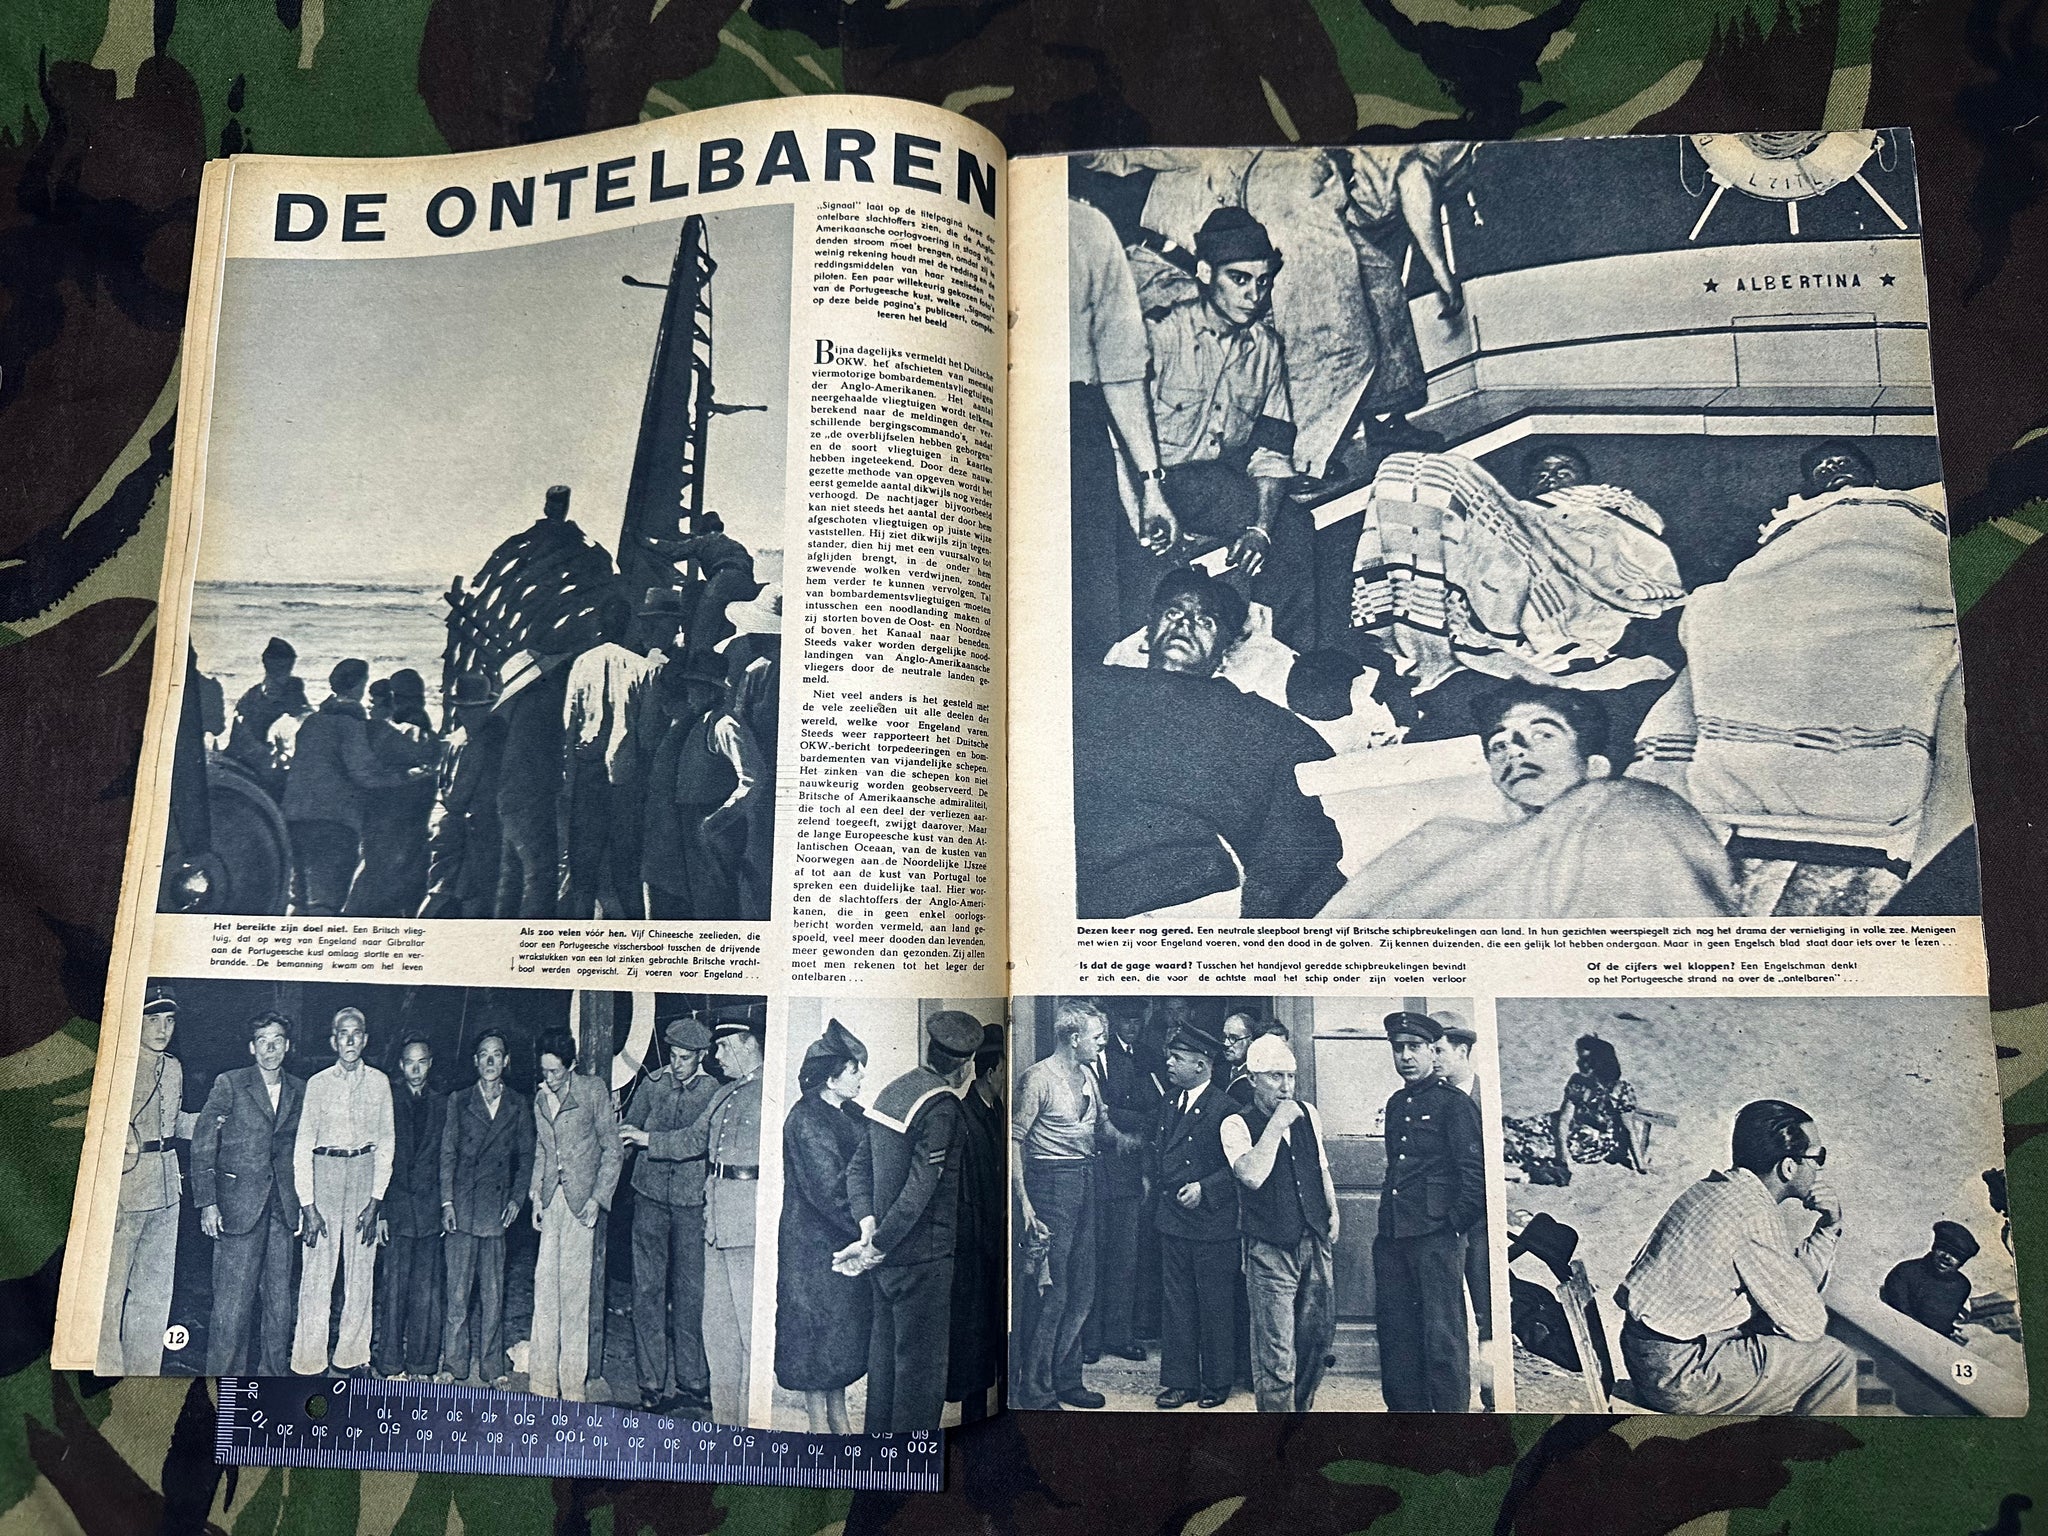 DE ONTELBAREN
„Signaal" laat op de titelpagina twee der
ontelbare slachtoffers zien, die de Anglo-
Amerikaansche oorlogvoering in staag vlie-
denden stroom moet brengen, omdat zij te
weinig rekening houdt met de redding en de
reddingsmiddelen van haar zeelieden en
piloten. Een paar willekeurig gekozen foto's
van de Portugeesche kust, welke „Signaal"
op deze beide pagina's publiceert, comple-
teeren het beeld
Bijna dagelijks vermeldt het Duitsche
OKW. het afschieten van meestal
viermotorige bombardementsvliegtuigen
der Anglo-Amerikanen. Het aantal
neergehaalde vliegtuigen wordt telkens
berekend naar de meldingen der ver-
schillende bergingscommando's, nadat
ze „de overblijfselen hebben geborgen"
en de soort vliegtuigen in kaarten
hebben ingeteekend. Door deze nauw-
gezette methode van opgeven wordt het
eerst gemelde aantal dikwijls nog verder
verhoogd. De nachtjager bijvoorbeeld
kan niet steeds het aantal der door hem
afgeschoten vliegtuigen op juiste wijze
vaststellen. Hij ziet dikwijls zijn tegen-
stander, dien hij met een vuursalvo tot
afglijden brengt, in de onder hem
zwevende wolken verdwijnen, zonder
hem verder te kunnen vervolgen. Tal
van bombardementsvliegtuigen moeten
intusschen een noodlanding maken of
zij storten boven de Oost- en Noordzee
of boven het Kanaal naar beneden.
Steeds vaker worden dergelijke nood-
landingen van Anglo-Amerikaansche
vliegers door de neutrale landen ge-
meld.
Niet veel anders is het gesteld met
de vele zeelieden uit alle deelen der
wereld, welke voor Engeland varen.
Steeds weer rapporteert het Duitsche
OKW.-bericht torpedeeringen en bom-
bardementen van vijandelijke schepen.
Het zinken van die schepen kon niet
nauwkeurig worden geobserveerd. De
Britsche of Amerikaansche admiraliteit,
die toch al een deel der verliezen aar-
zelend toegeeft, zwijgt daarover. Maar
de lange Europeesche kust van den At-
lantischen Oceaan, van de kusten van
Noorwegen aan de Noordelijke IJszee
af tot aan de kust van Portugal toe
spreken een duidelijke taal. Hier wor-
den de slachtoffers der Anglo-Ameri-
kanen, die in geen enkel oorlogs-
bericht worden vermeld, aan land ge-
spoeld, veel meer dooden dan levenden,
meer gewonden dan gezonden. Zij allen
moet men rekenen tot het leger der
ontelbaren ...
Het bereikte zijn doel niet. Een Britsch vlieg-
tuig, dat op weg van Engeland naar Gibraltar
aan de Portugeesche kust omlaag stortte en ver-
brandde. De bemanning kwam om het leven
Als zoo velen vóór hen. Vijf Chineesche zeelieden, die
door een Portugeesche visschersboot tusschen de drijvende
wrakstukken van een tot zinken gebrachte Britsche vracht-
boot werden opgevischt. Zij voeren voor Engeland ...
12
L 7111
★ ALBERTINA ★
Dezen keer nog gered. Een neutrale sleepboot brengt vijf Britsche schipbreukelingen aan land. In hun gezichten weerspiegelt zich nog het drama der vernietiging in volle zee. Menigeen
met wien zij voor Engeland voeren, vond den dood in de golven. Zij kennen duizenden, die een gelijk lot hebben ondergaan. Maar in geen Engelsch blad staat daar iets over te lezen ...
Is dat de gage waard? Tusschen het handjevol geredde schipbreukelingen bevindt
er zich een, die voor de achtste maal het schip onder zijn voeten verloor
Of de cijfers wel kloppen? Een Engelschman denkt
op het Portugeesche strand na over de „ontelbaren" ....
13